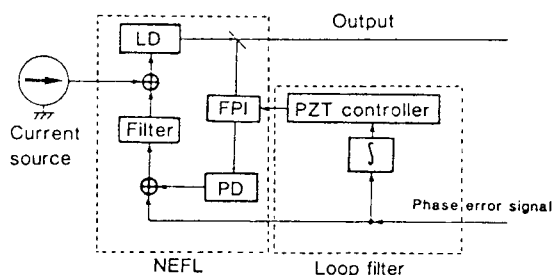 Output
LD
FPI
PZT controller
Current
source
Filter
∫
PD
Phase error signal
NEFL
Loop filter